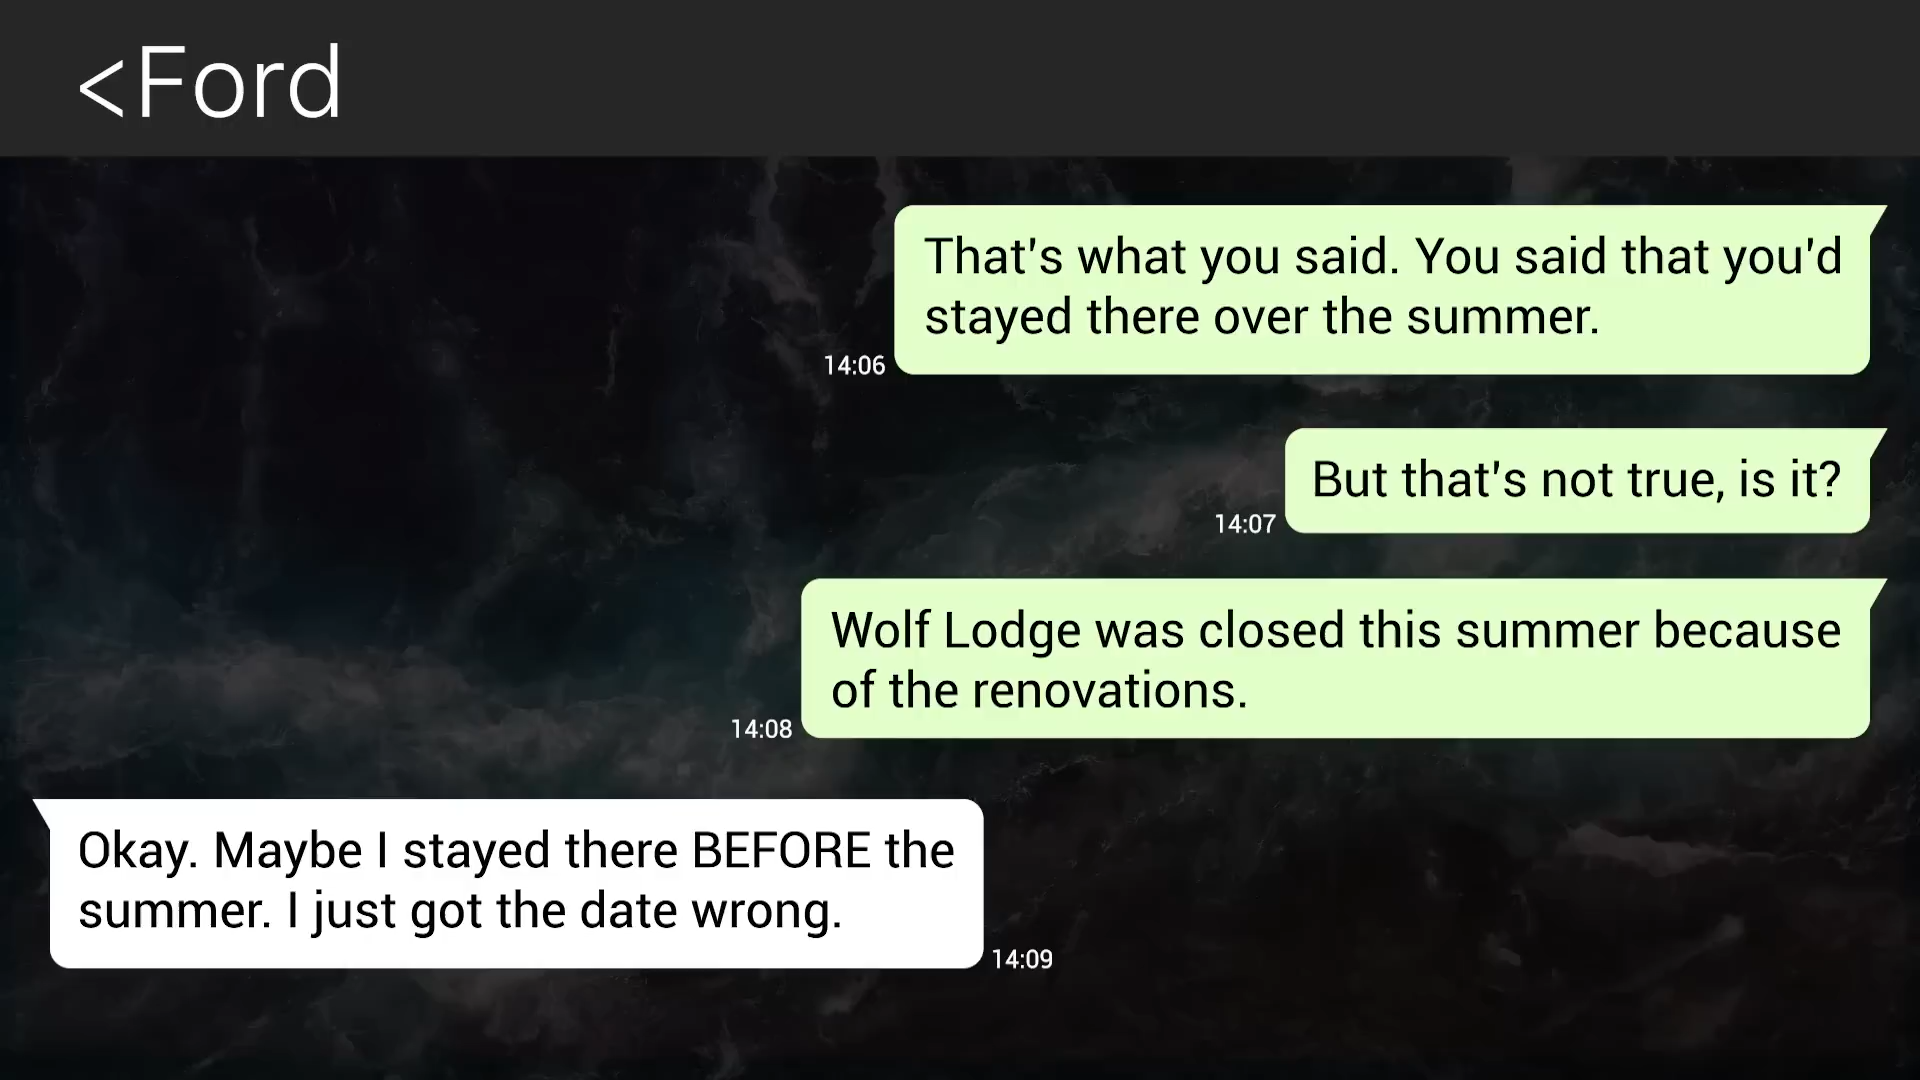 <Ford
That's what you said. You said that you'd
stayed there over the summer.
14:06
But that's not true, is it?
14:07
Wolf Lodge was closed this summer because
of the renovations.
14:08
Okay. Maybe I stayed there BEFORE the
summer. I just got the date wrong.
14:09